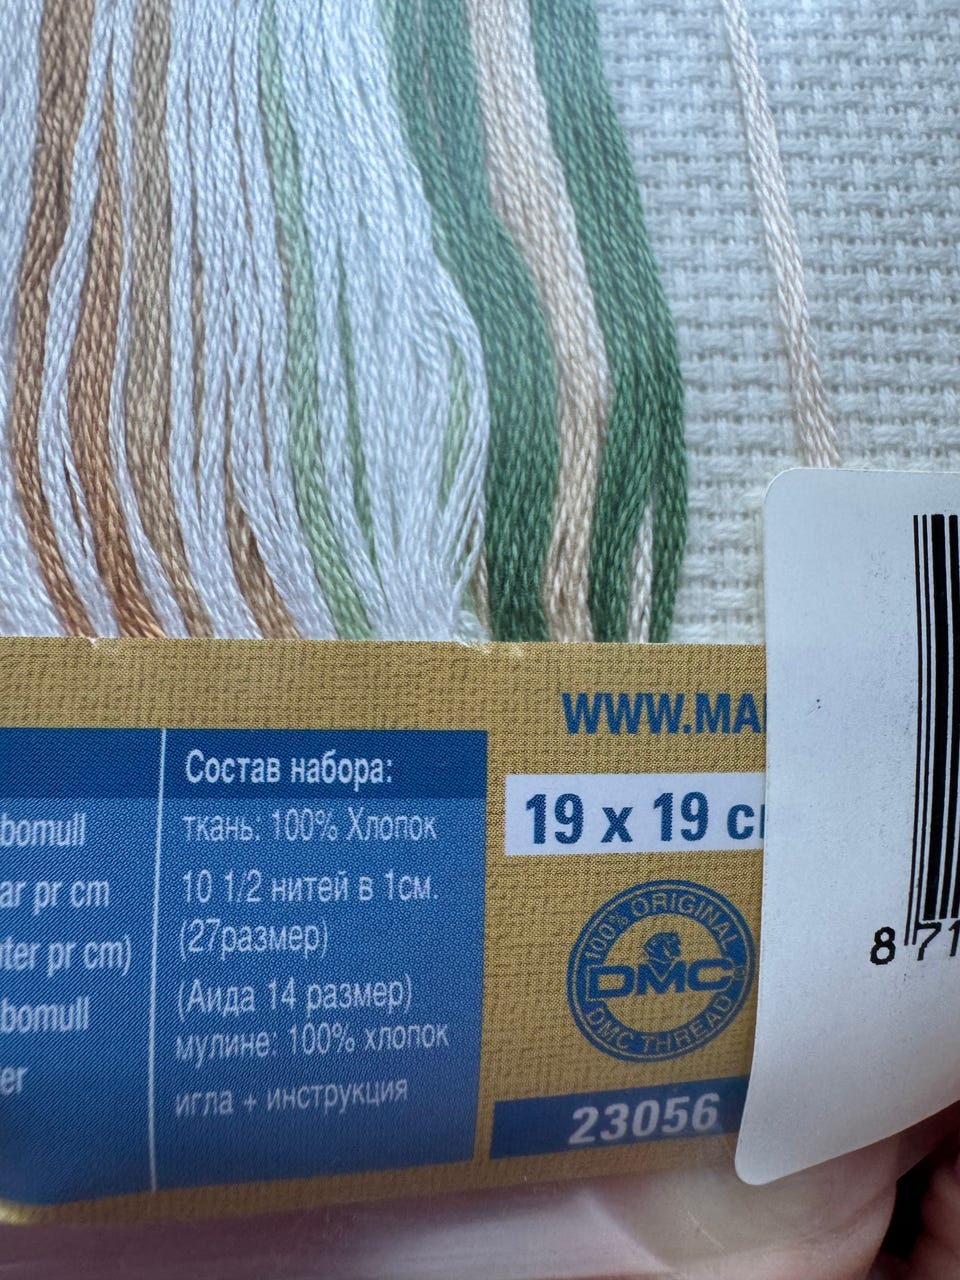 WWW.MA
19 x 19 c
bomull
ar pr cm
ter pr cm)
bomull
er
Состав набора:
ткань: 100% Хлопок
10 1/2 нитей в 1см.
(27размер)
(Аида 14 размер)
мулине: 100% хлопок
игла + инструкция
100% ORIGINAL
DMC
DMC THREAD
23056
8 71